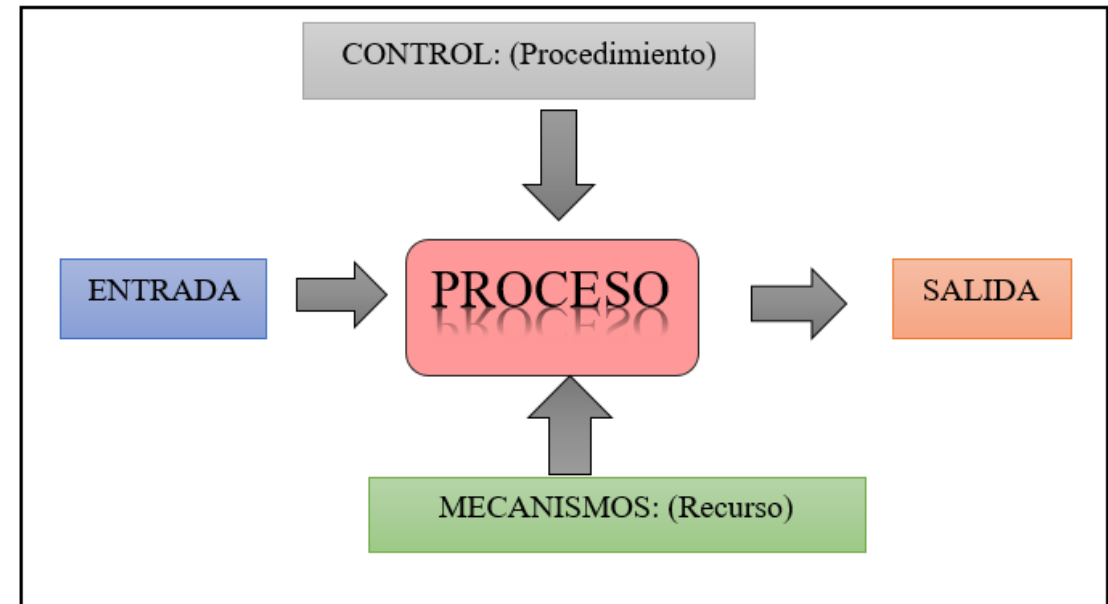 CONTROL: (Procedimiento)
ENTRADA
PROCESO
SALIDA
MECANISMOS: (Recurso)